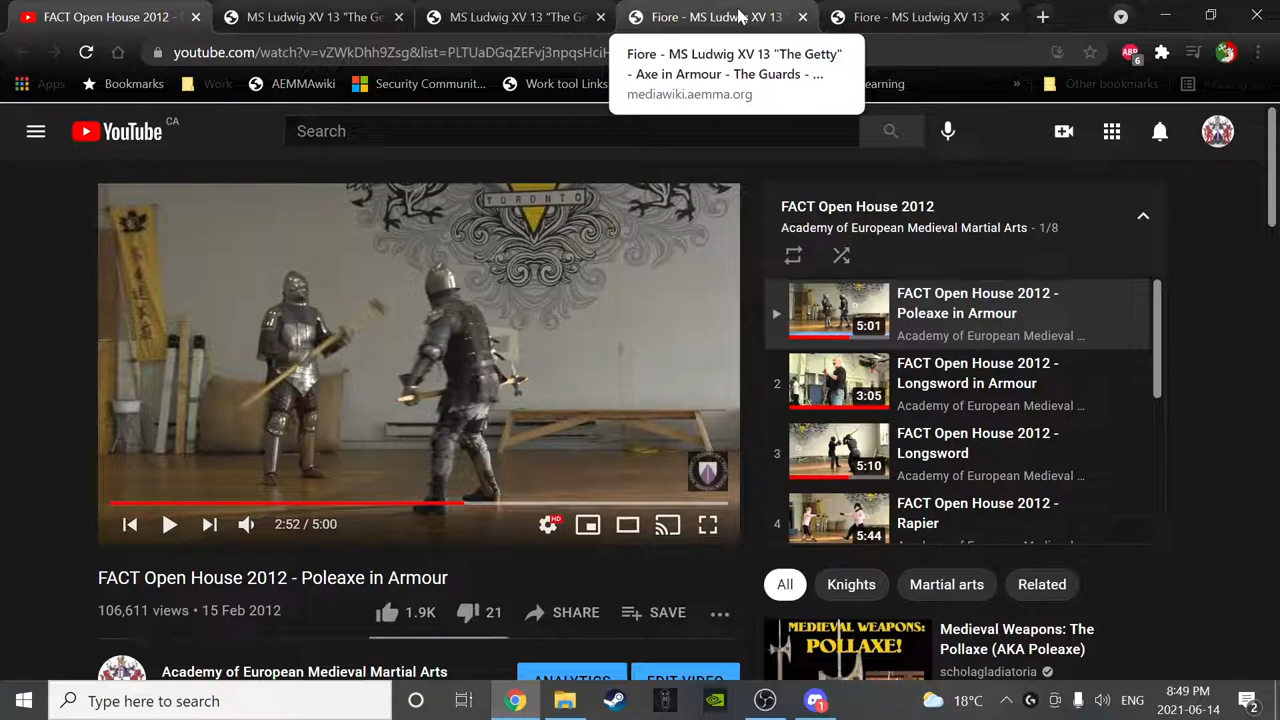 FACT Open House 2012 -
MS Ludwig XV 13 "The Ge
MS Ludwig XV 13 "The Ge
Fiore - MS Ludwig XV 13
Fiore - MS Ludwig XV 13 "
youtube.com/watch?v=vZWkDhh9Zsg&list=PLTUaDGqZEFvj3npqsHciH
6
Fiore - MS Ludwig XV 13 "The Getty"
- Axe in Armour - The Guards - ...
mediawiki.aemma.org
Apps
Bookmarks
Work
AEMMAwiki
Security Communit...
Work tool Links
earning
»
Other bookmarks
YouTube CA
Search
TORONTO
FACT Open House 2012
Academy of European Medieval Martial Arts - 1/8
FACT Open House 2012 -
Poleaxe in Armour
Academy of European Medieval ...
5:01
2
FACT Open House 2012 -
Longsword in Armour
Academy of European Medieval ...
3:05
3
FACT Open House 2012 -
Longsword
Academy of European Medieval ...
5:10
4
FACT Open House 2012 -
Rapier
5:44
2:52 / 5:00
HD
FACT Open House 2012 - Poleaxe in Armour
106,611 views • 15 Feb 2012
1.9K
21
SHARE
SAVE
...
All
Knights
Martial arts
Related
MEDIEVAL WEAPONS:
POLLAXE!
Medieval Weapons: The
Pollaxe (AKA Poleaxe)
scholagladiatoria
Academy of European Medieval Martial Arts
ANALYTICS
EDIT VIDEO
Type here to search
1
18°C
ENG
8:49 PM
2021-06-14
2